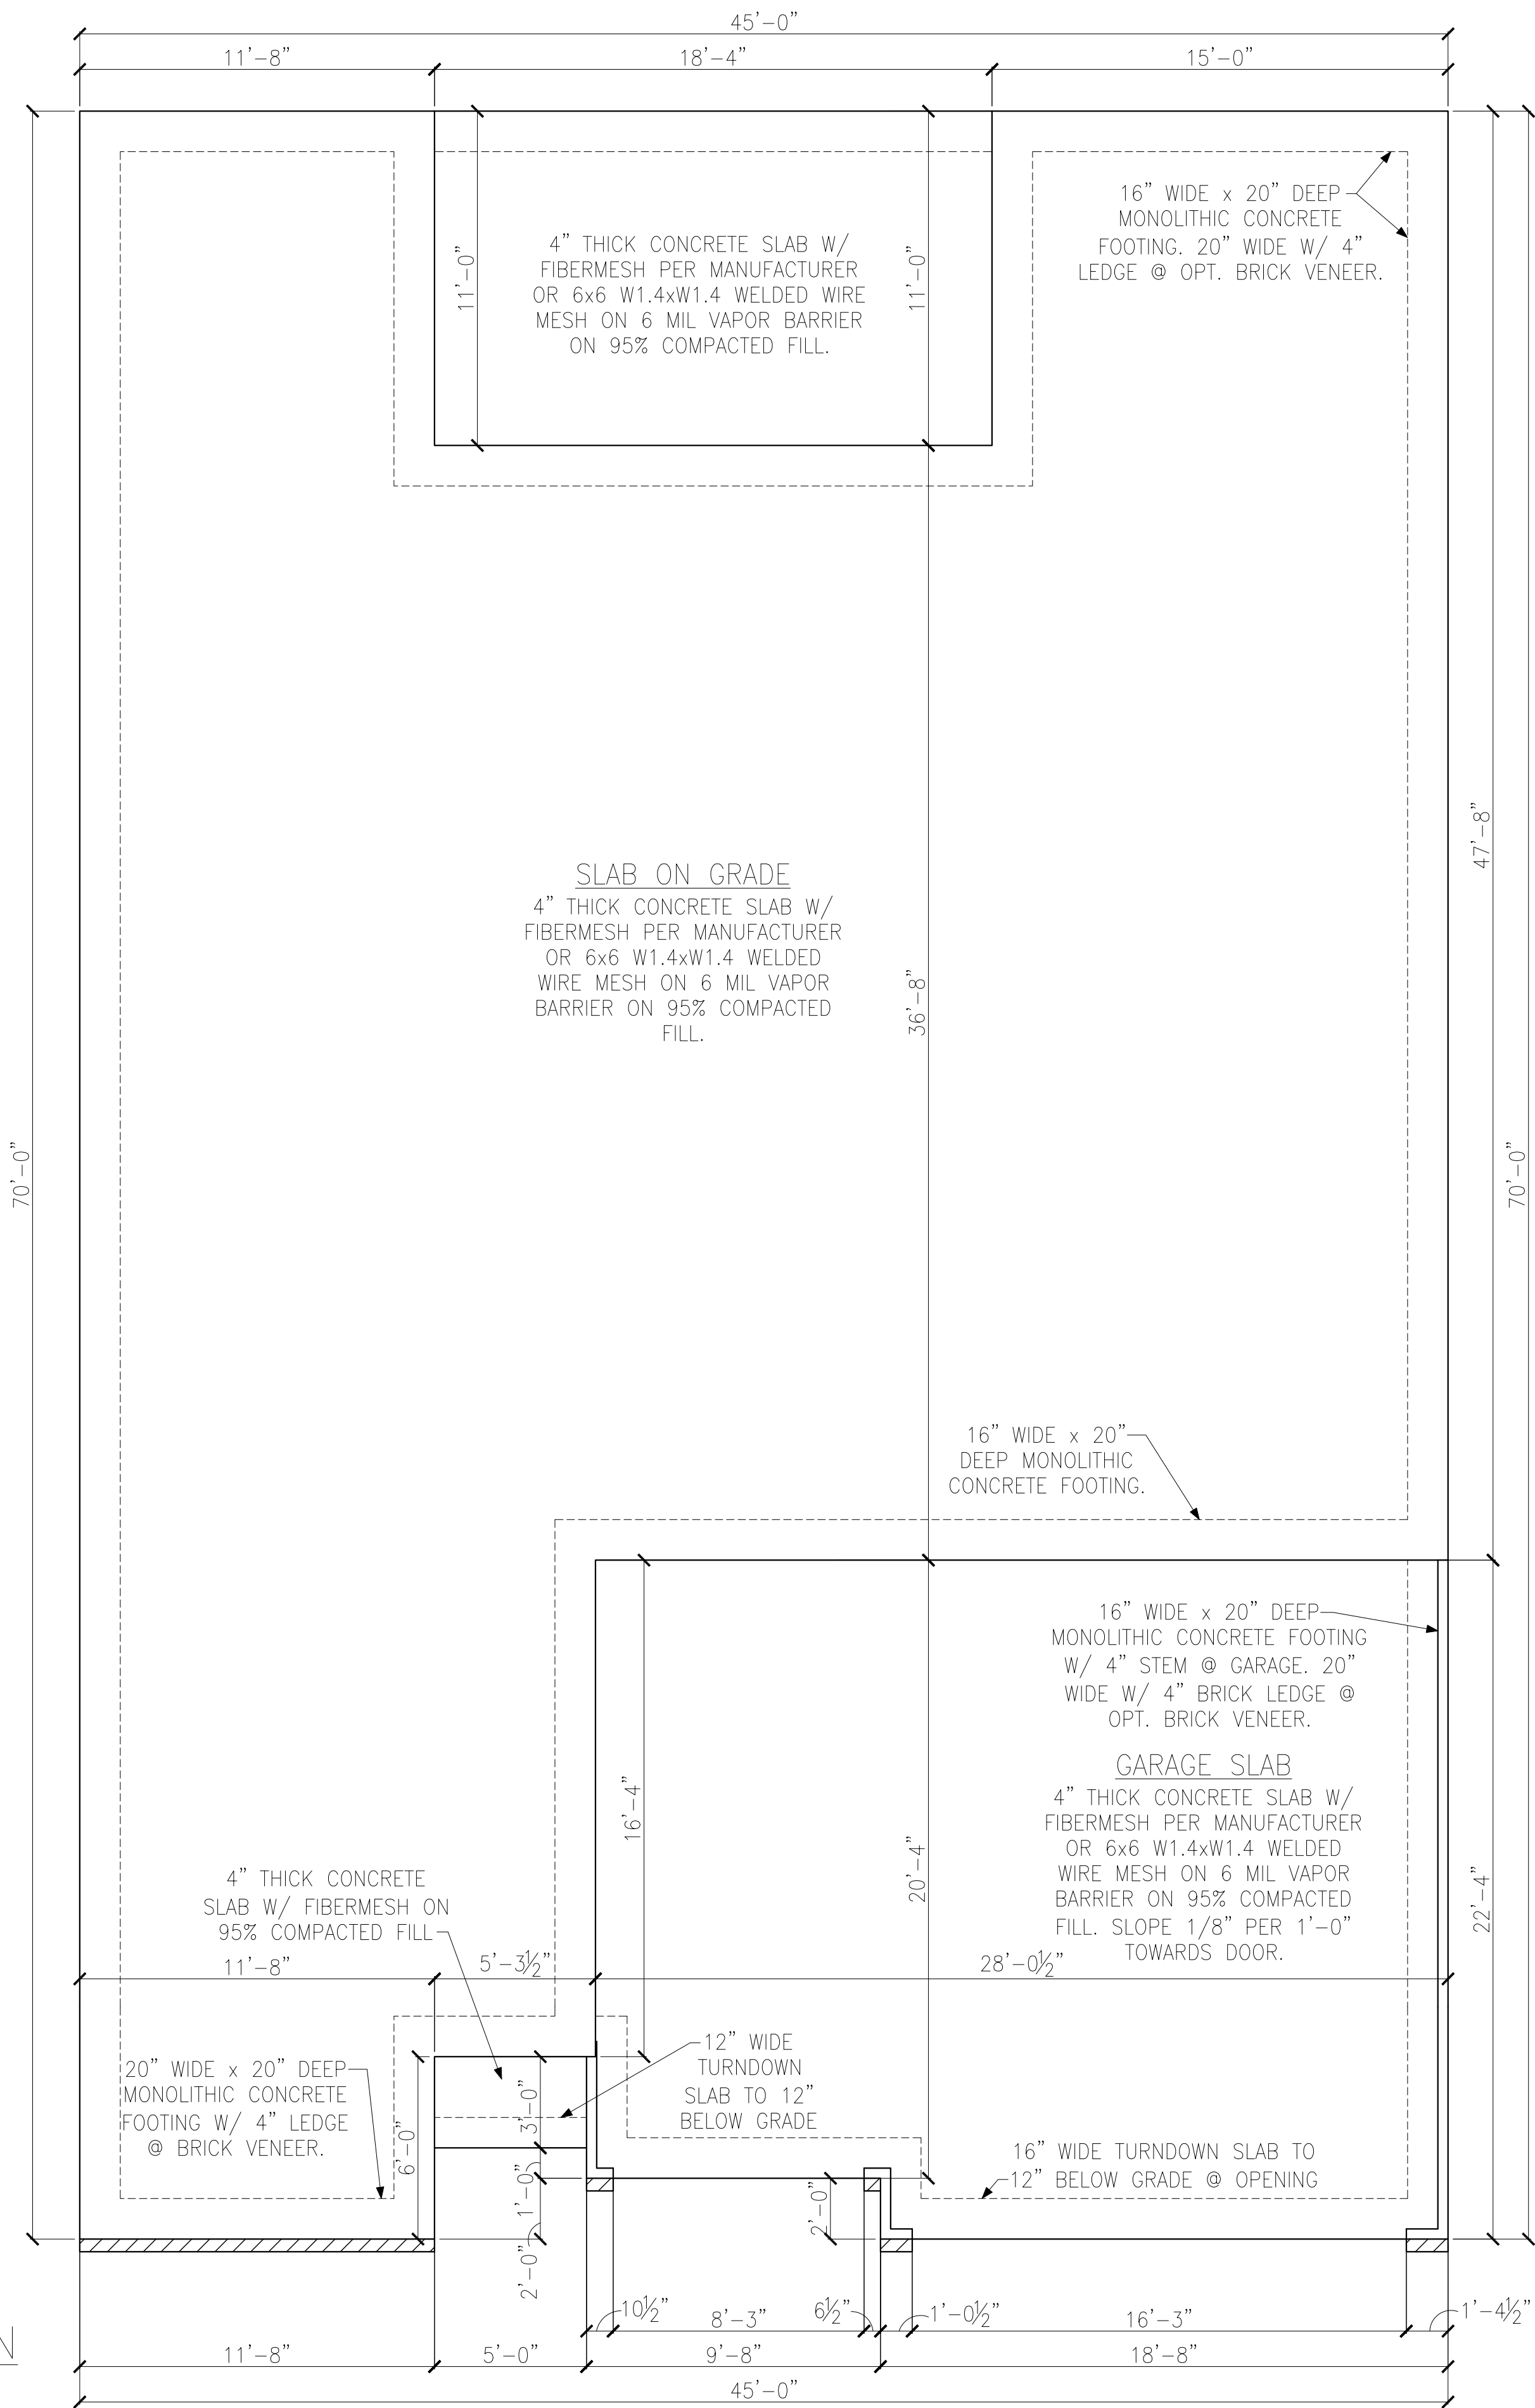 45'-0"
11'-8"
18'-4"
15'-0"
16" WIDE x 20" DEEP
MONOLITHIC CONCRETE
FOOTING. 20" WIDE W/ 4"
LEDGE @ OPT. BRICK VENEER.
11'-0"
4" THICK CONCRETE SLAB W/
FIBERMESH PER MANUFACTURER
OR 6x6 W1.4xW1.4 WELDED WIRE
MESH ON 6 MIL VAPOR BARRIER
ON 95% COMPACTED FILL.
11'-0"
47'-8"
SLAB ON GRADE
4" THICK CONCRETE SLAB W/
FIBERMESH PER MANUFACTURER
OR 6x6 W1.4xW1.4 WELDED
WIRE MESH ON 6 MIL VAPOR
BARRIER ON 95% COMPACTED
FILL.
36'-8"
70'-0"
70'-0"
16" WIDE x 20"
DEEP MONOLITHIC
CONCRETE FOOTING.
16" WIDE x 20" DEEP
MONOLITHIC CONCRETE FOOTING
W/ 4" STEM @ GARAGE. 20"
WIDE W/ 4" BRICK LEDGE @
OPT. BRICK VENEER.
GARAGE SLAB
4" THICK CONCRETE SLAB W/
FIBERMESH PER MANUFACTURER
OR 6x6 W1.4xW1.4 WELDED
WIRE MESH ON 6 MIL VAPOR
BARRIER ON 95% COMPACTED
FILL. SLOPE 1/8" PER 1'-0"
TOWARDS DOOR.
16'-4"
20'-4"
22'-4"
4" THICK CONCRETE
SLAB W/ FIBERMESH ON
95% COMPACTED FILL
11'-8"
5'-3½"
28'-0½"
20" WIDE x 20" DEEP
MONOLITHIC CONCRETE
FOOTING W/ 4" LEDGE
@ BRICK VENEER.
12" WIDE
TURNDOWN
SLAB TO 12"
BELOW GRADE
6'-0"
3'-0"
1'-0"
2'-0"
2'-0"
16" WIDE TURNDOWN SLAB TO
12" BELOW GRADE @ OPENING
10½"
8'-3"
6½"
1'-0½"
16'-3"
1'-4½"
11'-8"
5'-0"
9'-8"
18'-8"
45'-0"